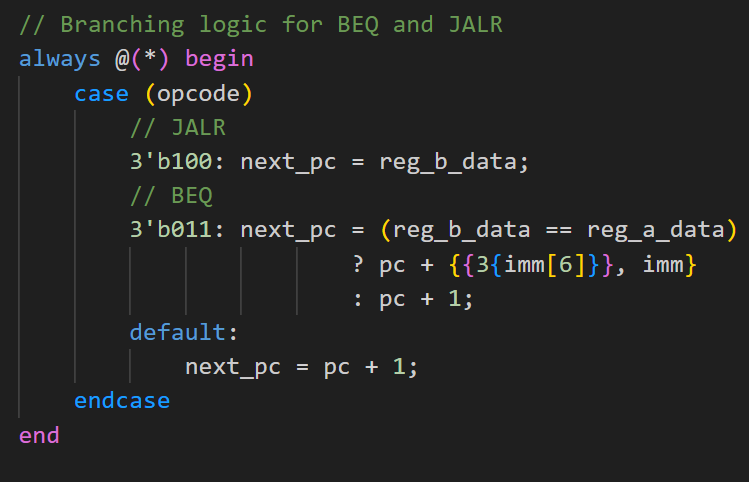 // Branching logic for BEQ and JALR
always @(*) begin
    case (opcode)
        // JALR
        3'b100: next_pc = reg_b_data;
        // BEQ
        3'b011: next_pc = (reg_b_data == reg_a_data)
                        ? pc + {{3{imm[6]}}, imm}
                        : pc + 1;
        default:
            next_pc = pc + 1;
    endcase
end